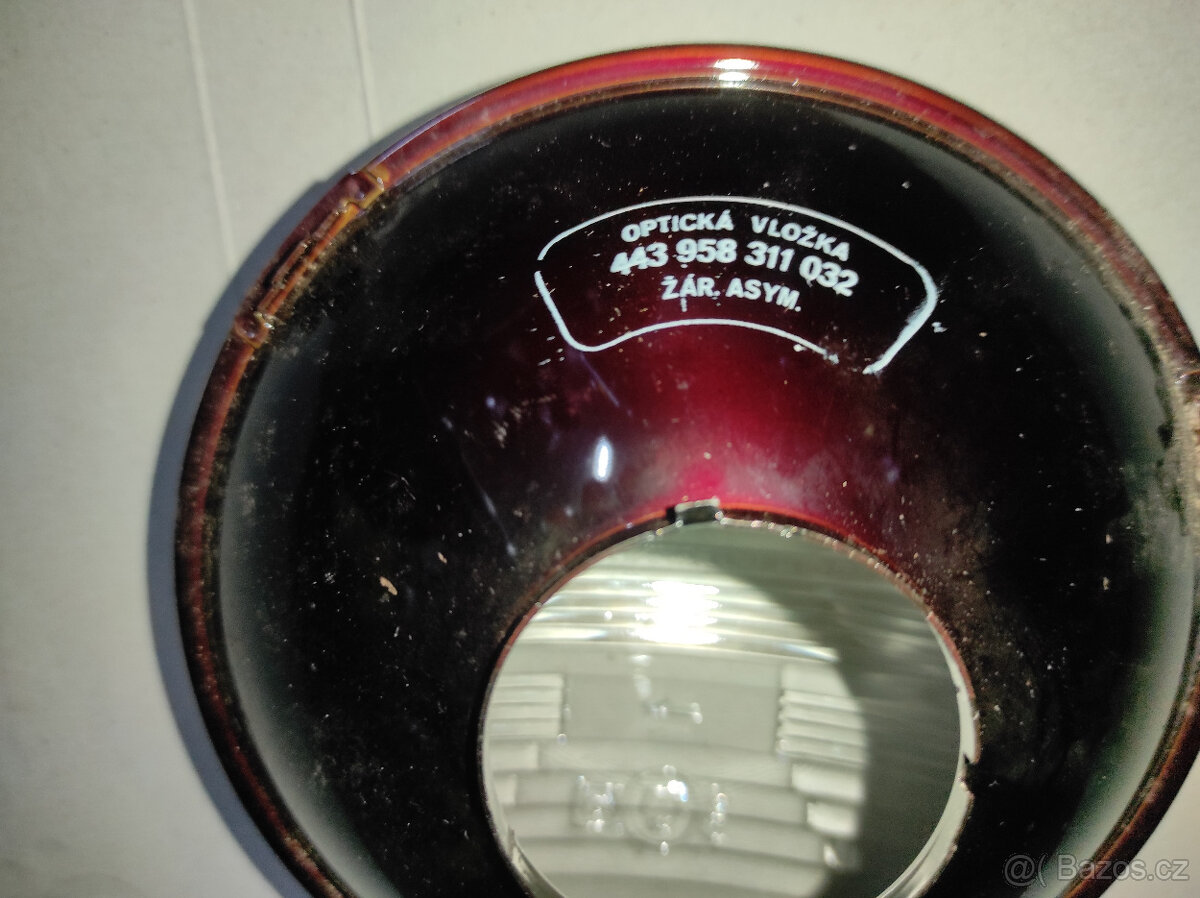 OPTICKÁ VLOŽKA
443 958 311 032
ŽÁR. ASYM.
@( Bazos.cz